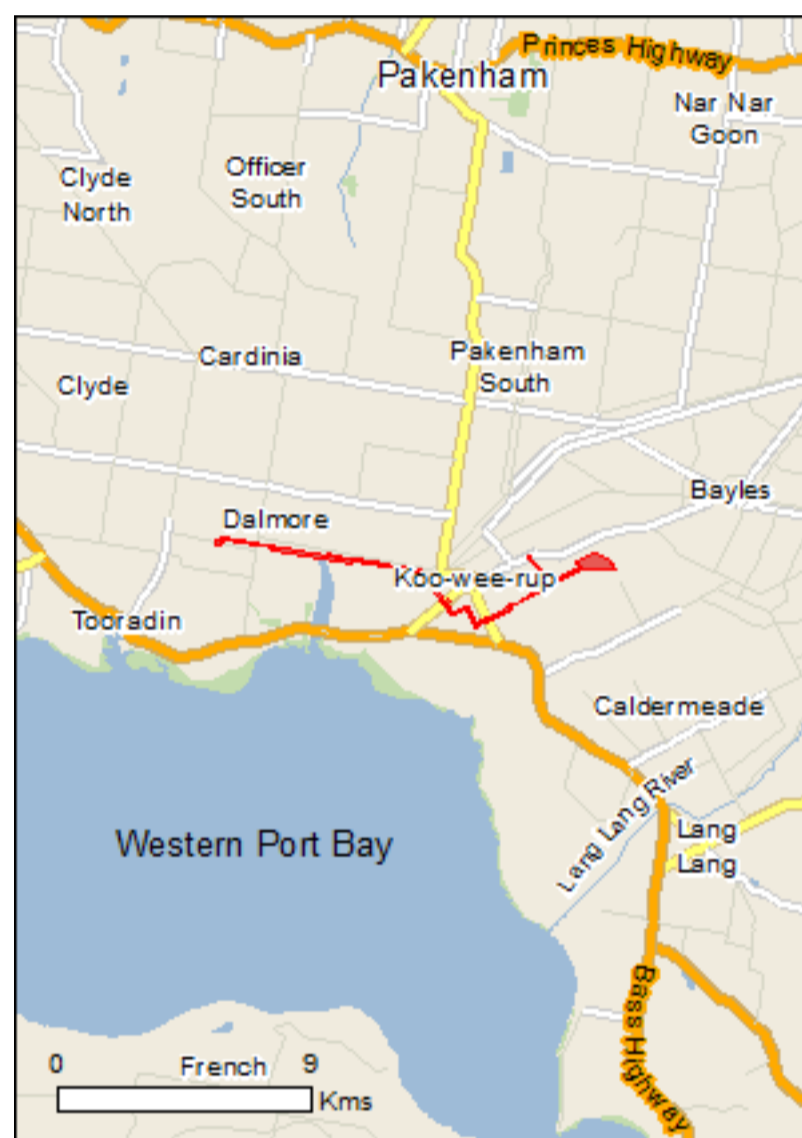 Princes Highway
Pakenham
Nar Nar
Goon
Officer
South
Clyde
North
Cardinia
Pakenham
South
Clyde
Bayles
Dalmore
Koo-wee-rup
Tooradin
Caldermeade
Lang Lang River
Lang
Lang
Western Port Bay
Bass Highway
0
French
9
Kms